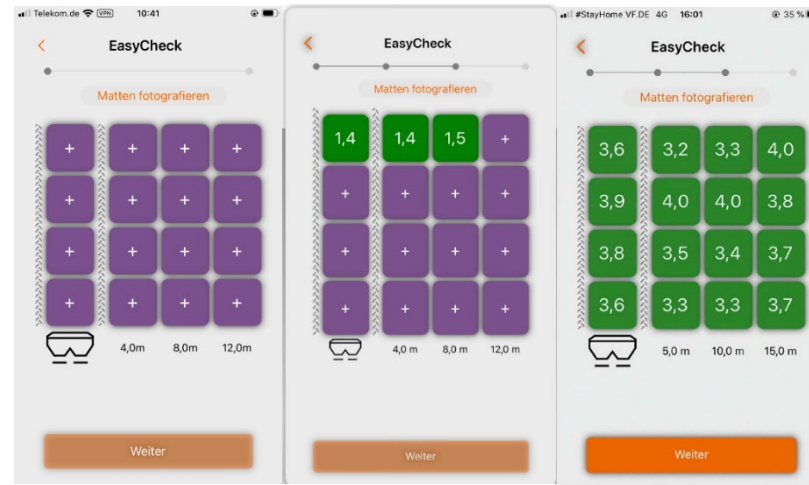 Telekom.de VPN 10:41
EasyCheck
Matten fotografieren
+ + + +
+ + + +
+ + + +
+ + + +
4,0m 8,0m 12,0m
Weiter
EasyCheck
Matten fotografieren
1,4 1,4 1,5 +
+ + + +
+ + + +
+ + + +
4,0 m 8,0 m 12,0 m
Weiter
#StayHome VF.DE 4G 16:01 35 %
EasyCheck
Matten fotografieren
3,6 3,2 3,3 4,0
3,9 4,0 4,0 3,8
3,8 3,5 3,4 3,7
3,6 3,3 3,3 3,7
5,0 m 10,0 m 15,0 m
Weiter